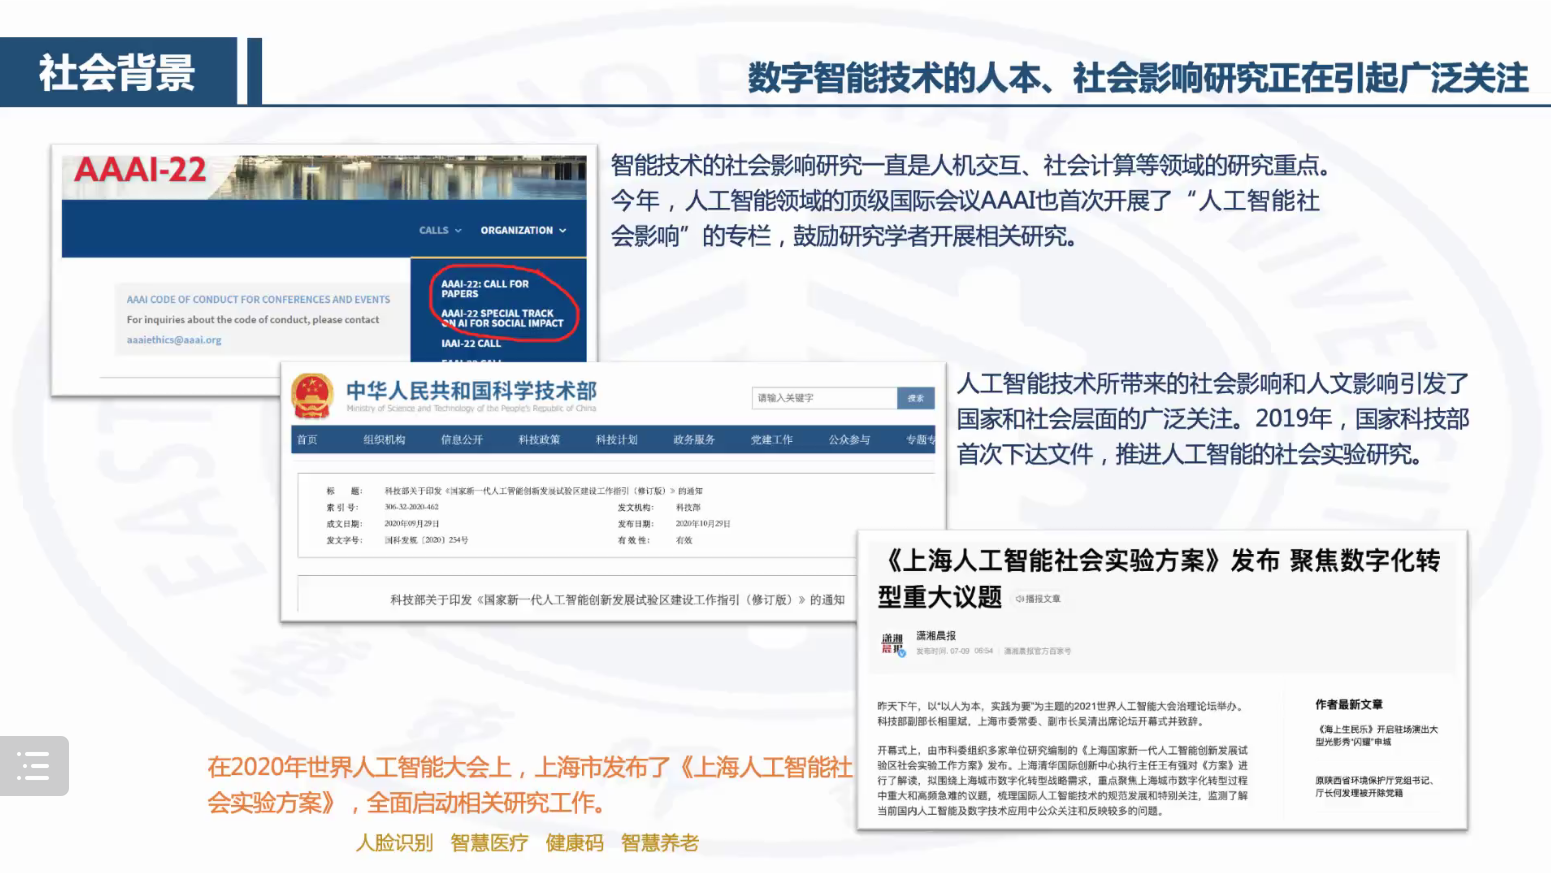 社会背景
数字智能技术的人本、社会影响研究正在引起广泛关注
AAAI-22
CALLS
ORGANIZATION
AAAI-22: CALL FOR
PAPERS
AAAI-22 SPECIAL TRACK
ON AI FOR SOCIAL IMPACT
IAAI-22 CALL
AAAI CODE OF CONDUCT FOR CONFERENCES AND EVENTS
For inquiries about the code of conduct, please contact
aaaiethics@aaai.org
智能技术的社会影响研究一直是人机交互、社会计算等领域的研究重点。
今年，人工智能领域的顶级国际会议AAAI也首次开展了“人工智能社
会影响”的专栏，鼓励研究学者开展相关研究。
中华人民共和国科学技术部
Ministry of Science and Technology of the People's Republic of China
请输入关键字
搜索
首页 组织机构 信息公开 科技政策 科技计划 政务服务 党建工作 公众参与 专题专
标 题： 科技部关于印发《国家新一代人工智能创新发展试验区建设工作指引（修订版）》的通知
索引号： 306-32-2020-462 发文机构： 科技部
成文日期： 2020年09月29日 发布日期： 2020年10月29日
发文字号： 国科发规〔2020〕254号 有效性： 有效
科技部关于印发《国家新一代人工智能创新发展试验区建设工作指引（修订版）》的通知
人工智能技术所带来的社会影响和人文影响引发了
国家和社会层面的广泛关注。2019年，国家科技部
首次下达文件，推进人工智能的社会实验研究。
《上海人工智能社会实验方案》发布 聚焦数字化转
型重大议题
播报文章
潇湘晨报
发布时间: 07-09 08:54 潇湘晨报官方百家号
昨天下午，以“以人为本，实践为要”为主题的2021世界人工智能大会治理论坛举办。
科技部副部长相里斌，上海市委常委、副市长吴清出席论坛开幕式并致辞。
开幕式上，由市科委组织多家单位研究编制的《上海国家新一代人工智能创新发展试
验区社会实验工作方案》发布。上海清华国际创新中心执行主任王有强对《方案》进
行了解读，拟围绕上海城市数字化转型战略需求，重点聚焦上海城市数字化转型过程
中重大和高频急难的议题，梳理国际人工智能技术的规范发展和特别关注，监测了解
当前国内人工智能及数字技术应用中公众关注和反映较多的问题。
作者最新文章
《海上生民乐》开启驻场演出大
型光影秀“闪耀”申城
原陕西省环境保护厅党组书记、
厅长何发理被开除党籍
在2020年世界人工智能大会上，上海市发布了《上海人工智能社
会实验方案》，全面启动相关研究工作。
人脸识别 智慧医疗 健康码 智慧养老